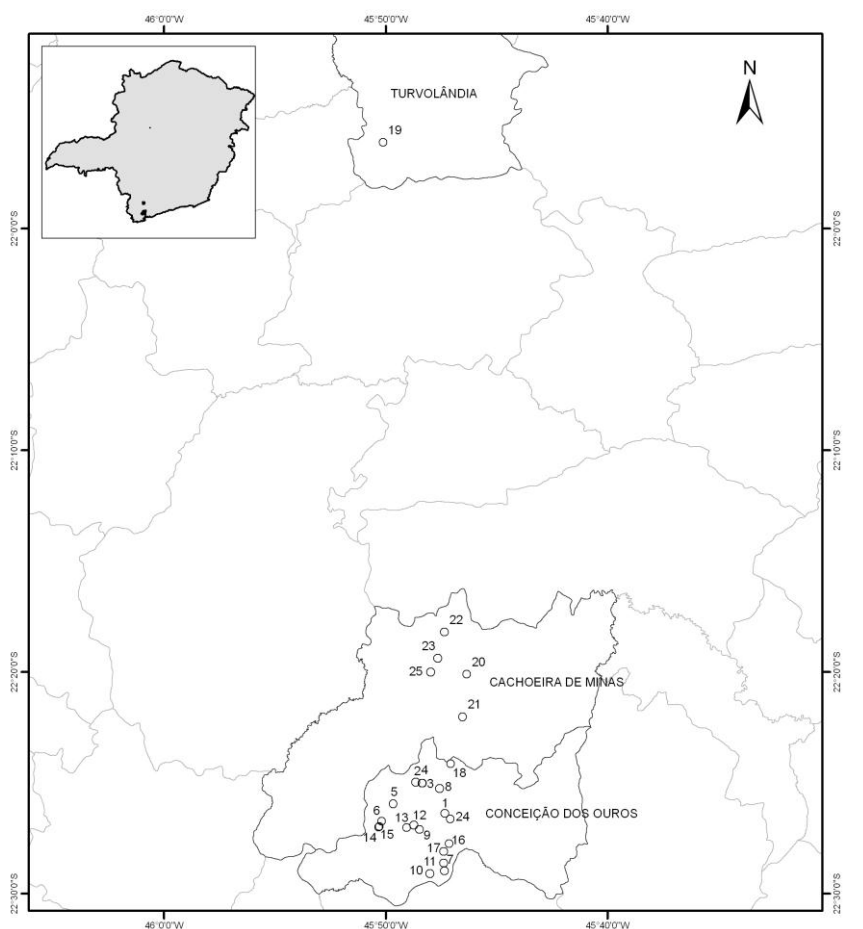 46°0'0"W 45°50'0"W 45°40'0"W
N
TURVOLÂNDIA
19
22°0'0"S 22°0'0"S
22°10'0"S 22°10'0"S
22
23
25 20
22°20'0"S 22°20'0"S
CACHOEIRA DE MINAS
21
18
24 3 8
5
1
CONCEIÇÃO DOS OUROS
6 13 12 24
14 15 9
16
17
11 7
10
22°30'0"S 22°30'0"S
46°0'0"W 45°50'0"W 45°40'0"W